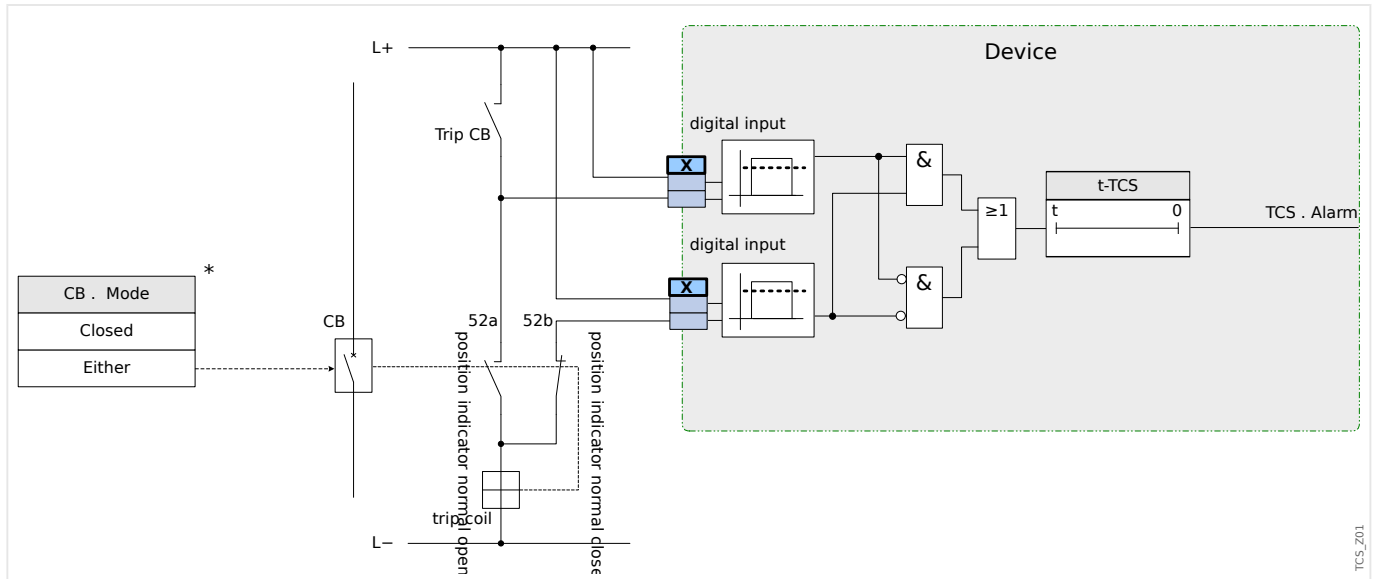 L+
Device
digital input
Trip CB
X
&
t-TCS
≥1
t 0
TCS . Alarm
digital input
*
X
&
CB . Mode
Closed
Either
CB
52a
52b
position indicator normal open
position indicator normal close
trip coil
L−
TCS_Z01